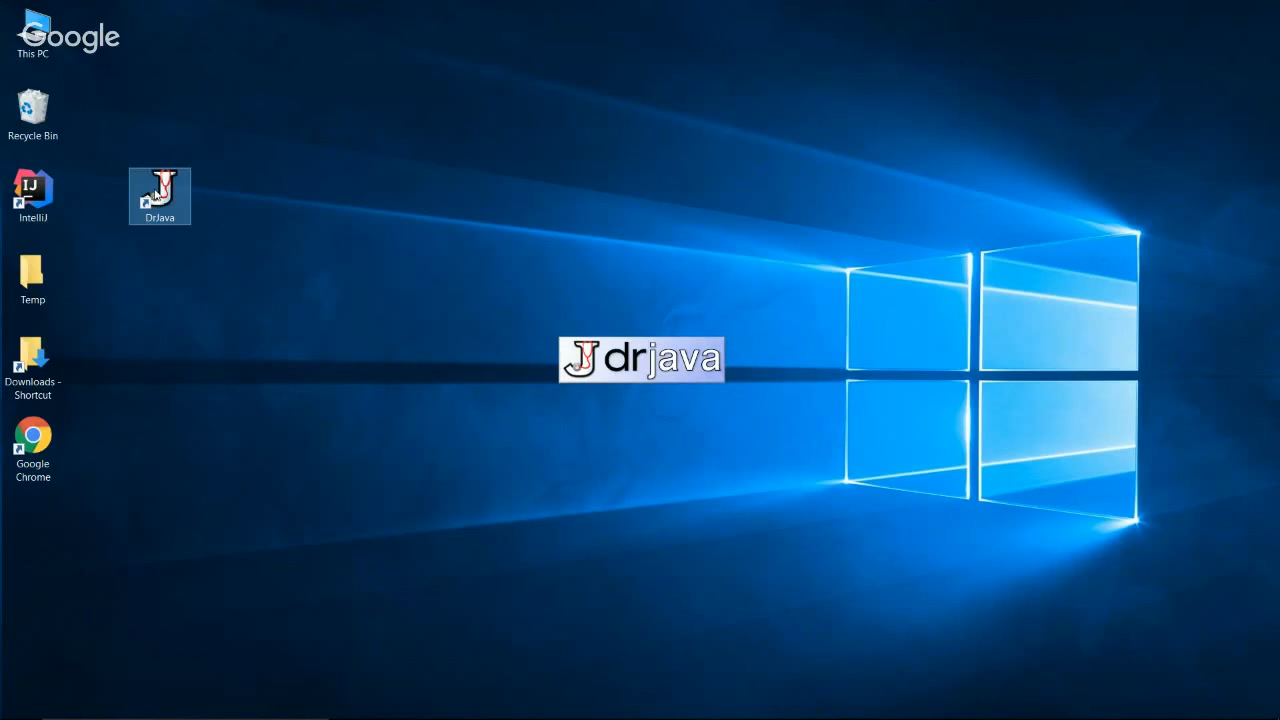 Google
This PC
Recycle Bin
IJ
IntelliJ
DrJava
Temp
drjava
Downloads -
Shortcut
Google
Chrome